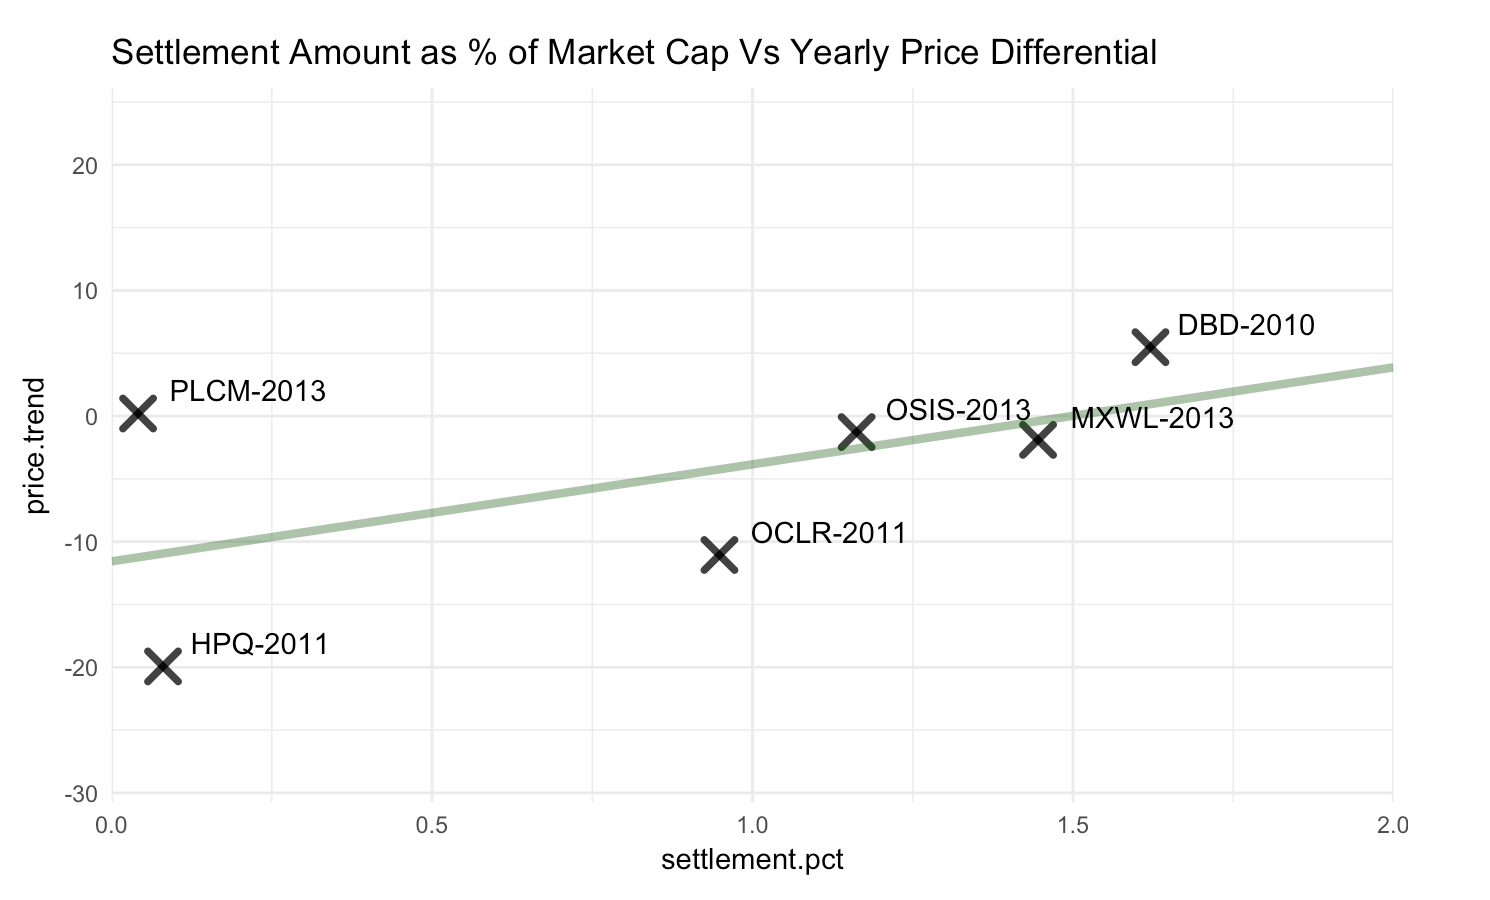 Settlement Amount as % of Market Cap Vs Yearly Price Differential
20
10
0
-10
-20
-30
price.trend
PLCM-2013
HPQ-2011
OCLR-2011
OSIS-2013
MXWL-2013
DBD-2010
0.0 0.5 1.0 1.5 2.0
settlement.pct